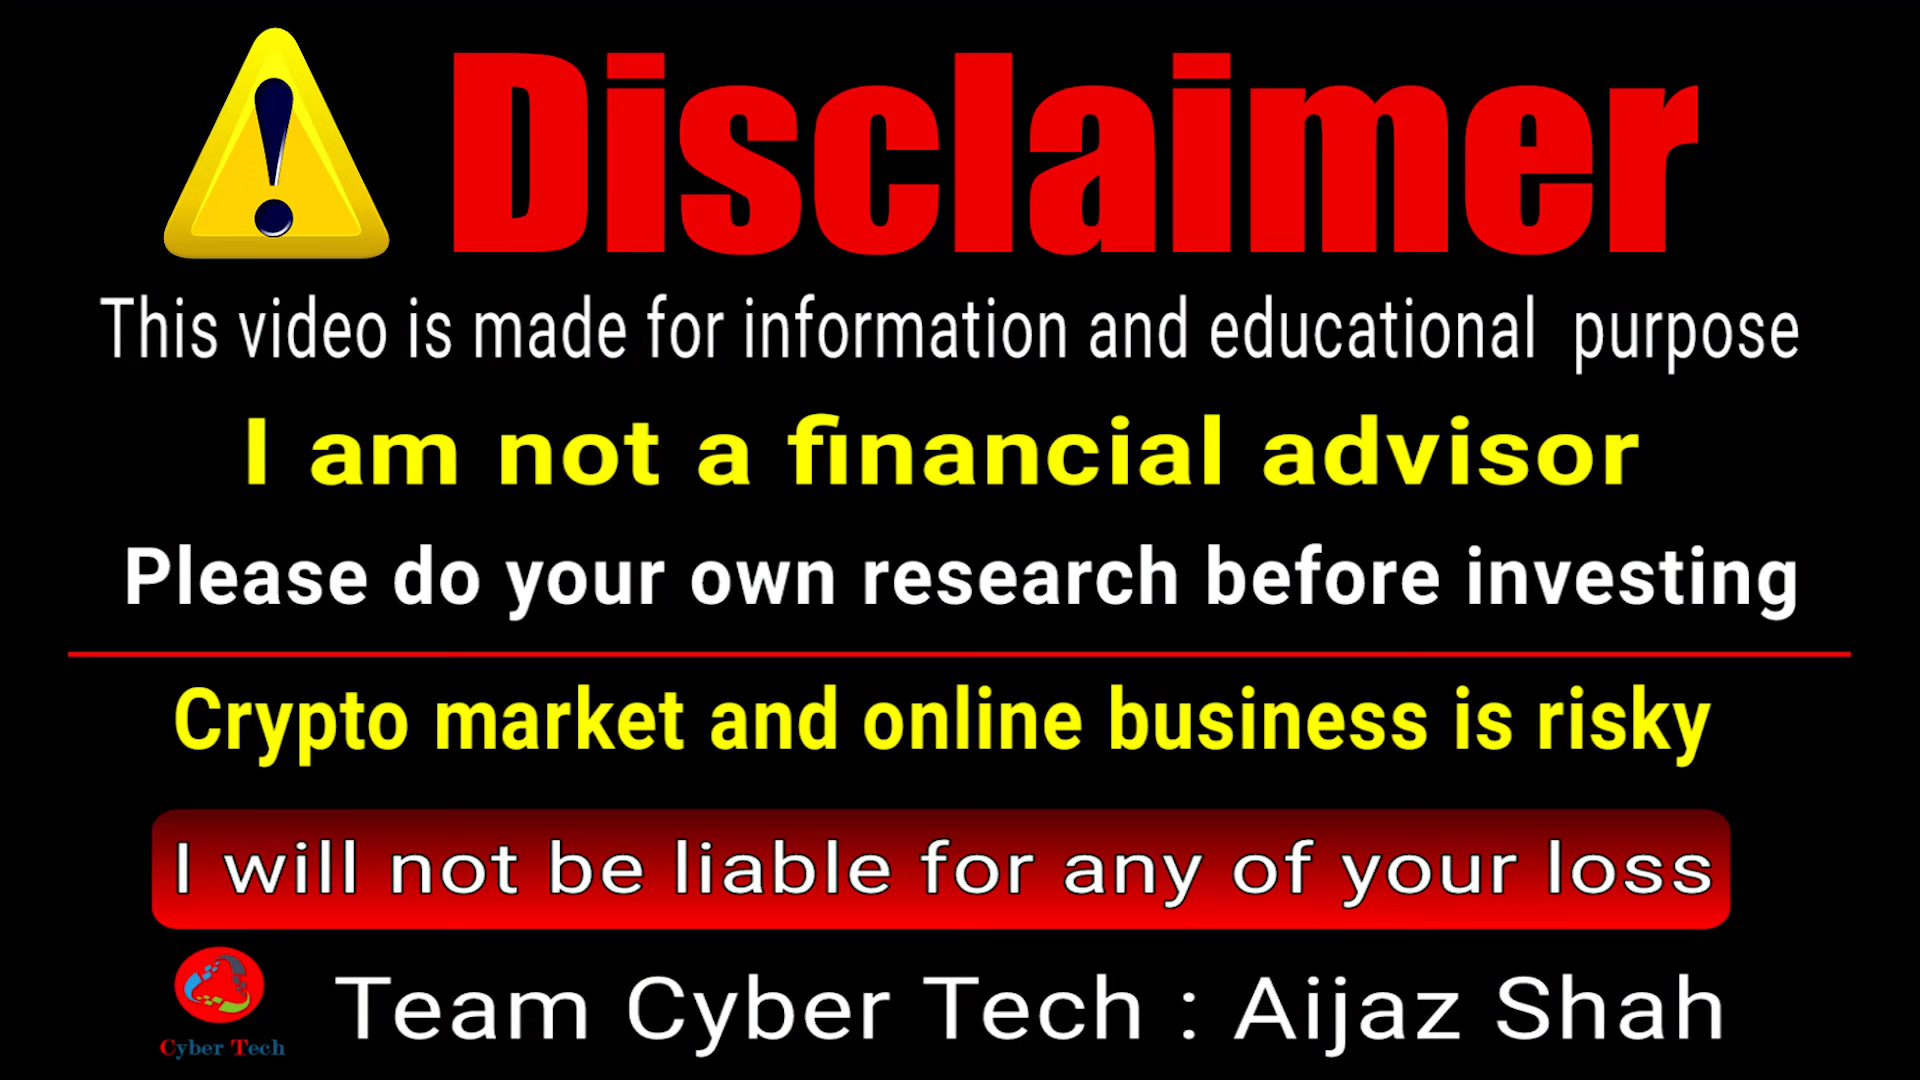 Disclaimer
This video is made for information and educational purpose
I am not a financial advisor
Please do your own research before investing
Crypto market and online business is risky
I will not be liable for any of your loss
Cyber Tech
Team Cyber Tech : Aijaz Shah